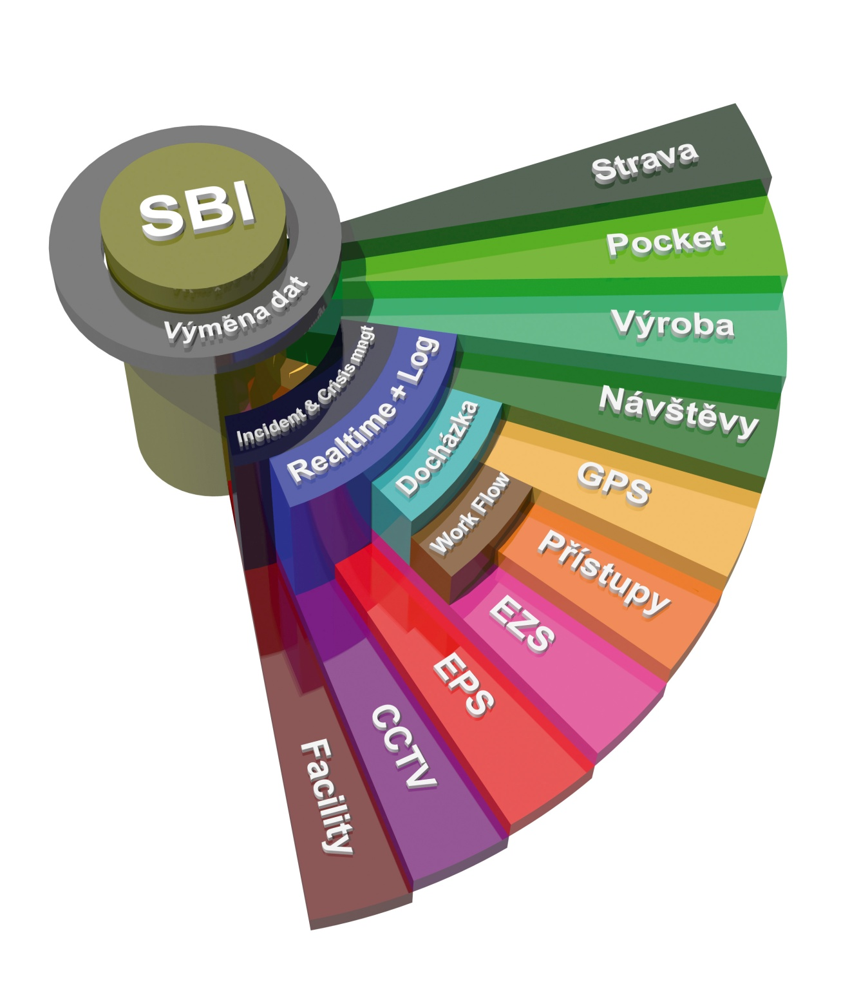 SBI
Výměna dat
Strava
Pocket
Výroba
Návštěvy
GPS
Přístupy
EZS
EPS
CCTV
Facility
Incident & Crisis mngt
Realtime + Log
Docházka
Work Flow